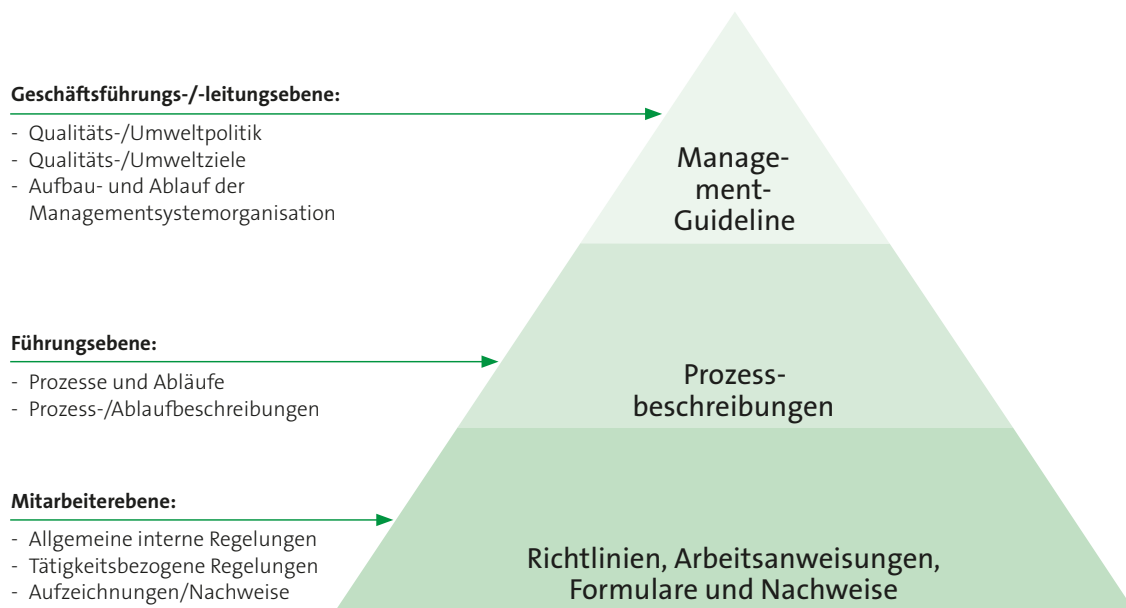 Geschäftsführungs-/-leitungsebene:
- Qualitäts-/Umweltpolitik
- Qualitäts-/Umweltziele
- Aufbau- und Ablauf der
Managementsystemorganisation
Manage-
ment-
Guideline
Führungsebene:
- Prozesse und Abläufe
- Prozess-/Ablaufbeschreibungen
Prozess-
beschreibungen
Mitarbeiterebene:
- Allgemeine interne Regelungen
- Tätigkeitsbezogene Regelungen
- Aufzeichnungen/Nachweise
Richtlinien, Arbeitsanweisungen,
Formulare und Nachweise